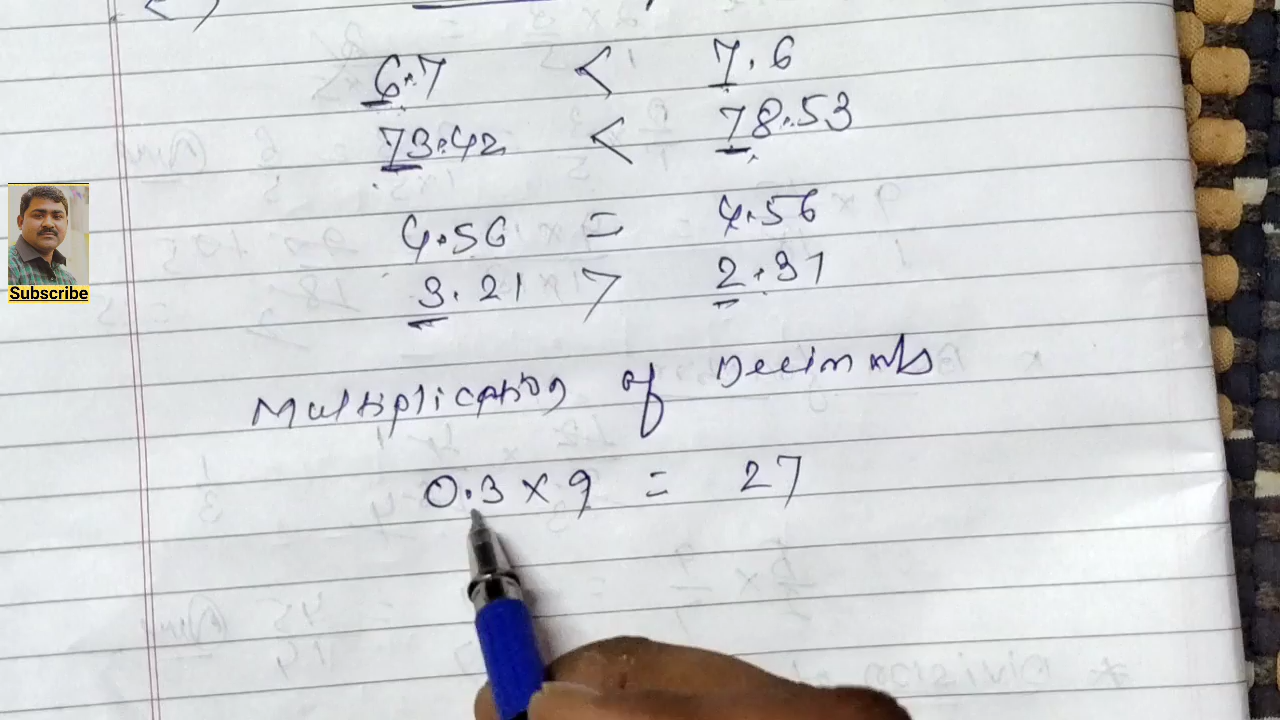 6.7 < 7.6
73.42 < 78.53
4.56 = 4.56
3.21 > 2.31
Multiplication of Decimals
0.3 x 9 = 27
Subscribe